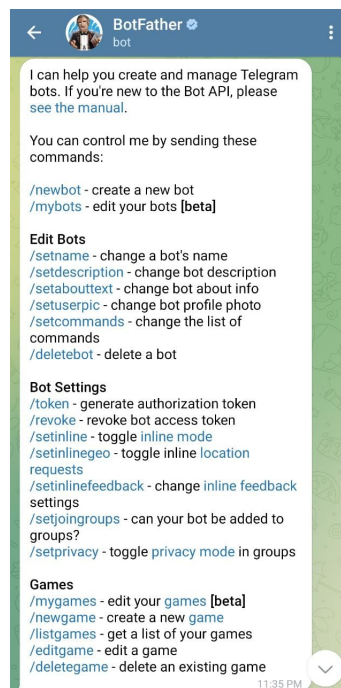 BotFather
bot
I can help you create and manage Telegram
bots. If you're new to the Bot API, please
see the manual.
You can control me by sending these
commands:
/newbot - create a new bot
/mybots - edit your bots [beta]
Edit Bots
/setname - change a bot's name
/setdescription - change bot description
/setabouttext - change bot about info
/setuserpic - change bot profile photo
/setcommands - change the list of
commands
/deletebot - delete a bot
Bot Settings
/token - generate authorization token
/revoke - revoke bot access token
/setinline - toggle inline mode
/setinlinegeo - toggle inline location
requests
/setinlinefeedback - change inline feedback
settings
/setjoingroups - can your bot be added to
groups?
/setprivacy - toggle privacy mode in groups
Games
/mygames - edit your games [beta]
/newgame - create a new game
/listgames - get a list of your games
/editgame - edit a game
/deletegame - delete an existing game
11:35 PM